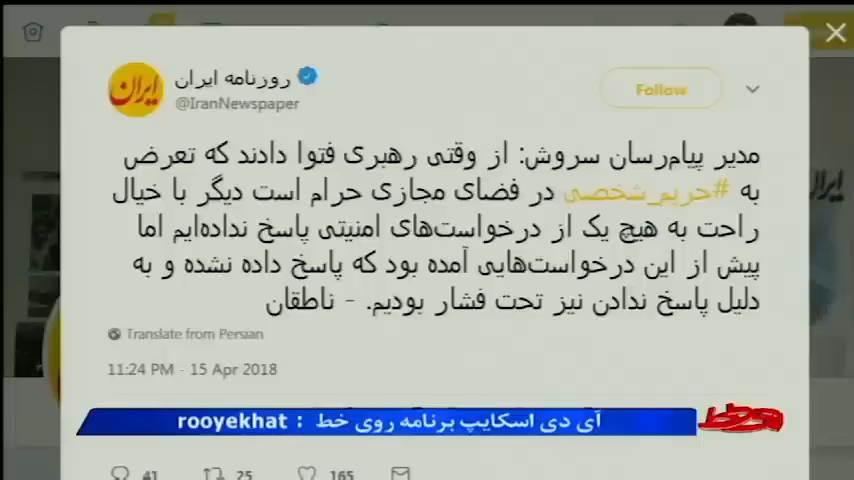 ایران
روزنامه ایران
@IranNewspaper
Follow
مدیر پیام‌رسان سروش: از وقتی رهبری فتوا دادند که تعرض
به #حریم_شخصی در فضای مجازی حرام است دیگر با خیال
راحت به هیچ یک از درخواست‌های امنیتی پاسخ نداده‌ایم اما
پیش از این درخواست‌هایی آمده بود که پاسخ داده نشده و به
دلیل پاسخ ندادن نیز تحت فشار بودیم. - ناطقان
Translate from Persian
11:24 PM - 15 Apr 2018
آی دی اسکایپ برنامه روی خط : rooyekhat
روی خط
41 25 165